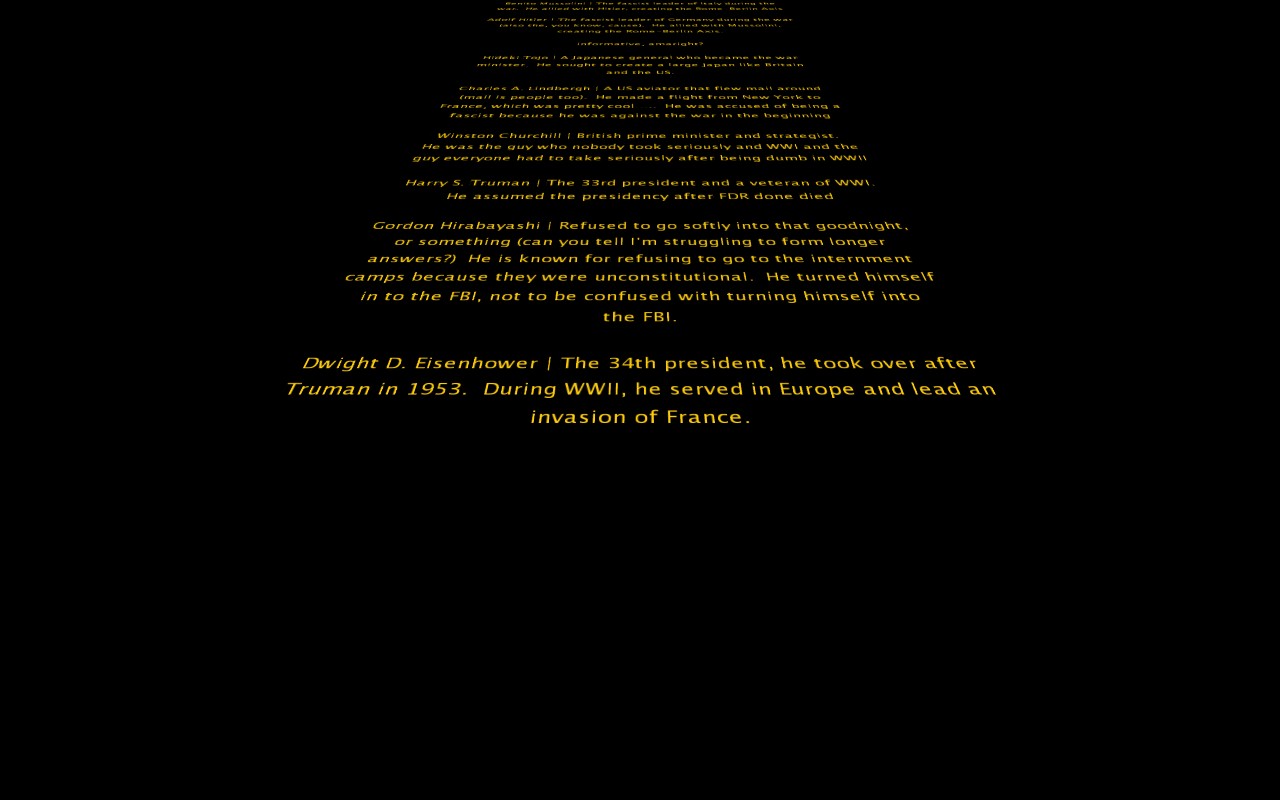 Benito Mussolini | The fascist leader of Italy during the
war. He allied with Hitler, creating the Rome-Berlin Axis
Adolf Hitler | The fascist leader of Germany during the war
(also the, you know, cause). He allied with Mussolini,
creating the Rome-Berlin Axis.
informative, amaright?
Hideki Tojo | A Japanese general who became the war
minister. He sought to create a large Japan like Britain
and the US.
Charles A. Lindbergh | A US aviator that flew mail around
(mail is people too). He made a flight from New York to
France, which was pretty cool ... He was accused of being a
fascist because he was against the war in the beginning
Winston Churchill | British prime minister and strategist.
He was the guy who nobody took seriously and WWI and the
guy everyone had to take seriously after being dumb in WWII
Harry S. Truman | The 33rd president and a veteran of WWI.
He assumed the presidency after FDR done died
Gordon Hirabayashi | Refused to go softly into that goodnight,
or something (can you tell I'm struggling to form longer
answers?) He is known for refusing to go to the internment
camps because they were unconstitutional. He turned himself
in to the FBI, not to be confused with turning himself into
the FBI.
Dwight D. Eisenhower | The 34th president, he took over after
Truman in 1953. During WWII, he served in Europe and lead an
invasion of France.